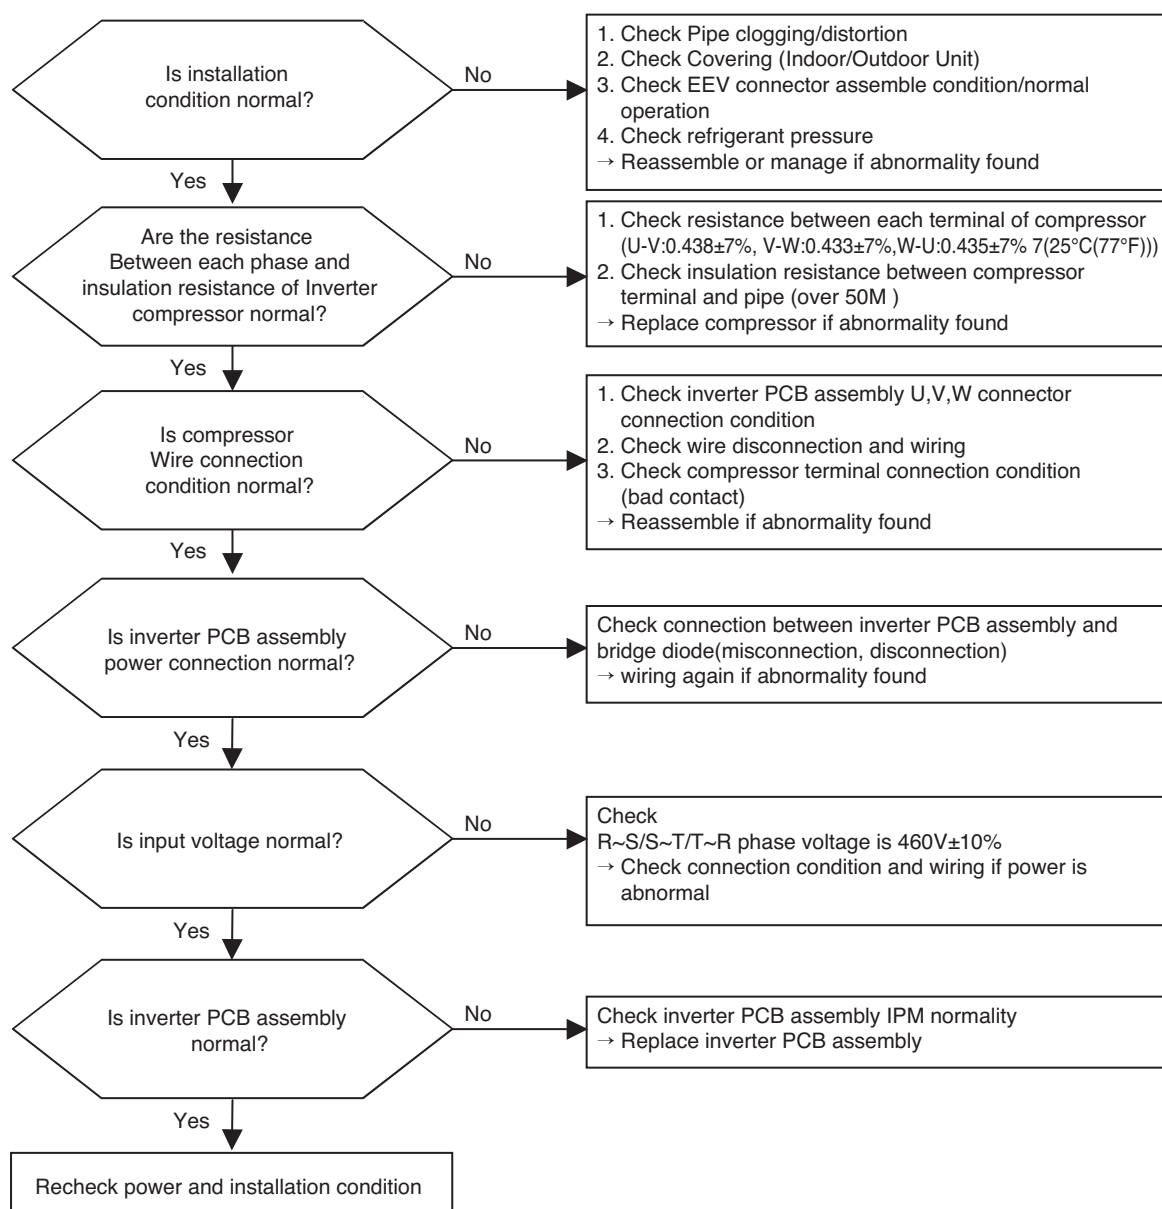 Is installation
condition normal?
No
1. Check Pipe clogging/distortion
2. Check Covering (Indoor/Outdoor Unit)
3. Check EEV connector assemble condition/normal
operation
4. Check refrigerant pressure
→ Reassemble or manage if abnormality found
Yes
Are the resistance
Between each phase and
insulation resistance of Inverter
compressor normal?
No
1. Check resistance between each terminal of compressor
(U-V:0.438±7%, V-W:0.433±7%,W-U:0.435±7% 7(25°C(77°F)))
2. Check insulation resistance between compressor
terminal and pipe (over 50M )
→ Replace compressor if abnormality found
Yes
Is compressor
Wire connection
condition normal?
No
1. Check inverter PCB assembly U,V,W connector
connection condition
2. Check wire disconnection and wiring
3. Check compressor terminal connection condition
(bad contact)
→ Reassemble if abnormality found
Yes
Is inverter PCB assembly
power connection normal?
No
Check connection between inverter PCB assembly and
bridge diode(misconnection, disconnection)
→ wiring again if abnormality found
Yes
Is input voltage normal?
No
Check
R~S/S~T/T~R phase voltage is 460V±10%
→ Check connection condition and wiring if power is
abnormal
Yes
Is inverter PCB assembly
normal?
No
Check inverter PCB assembly IPM normality
→ Replace inverter PCB assembly
Yes
Recheck power and installation condition